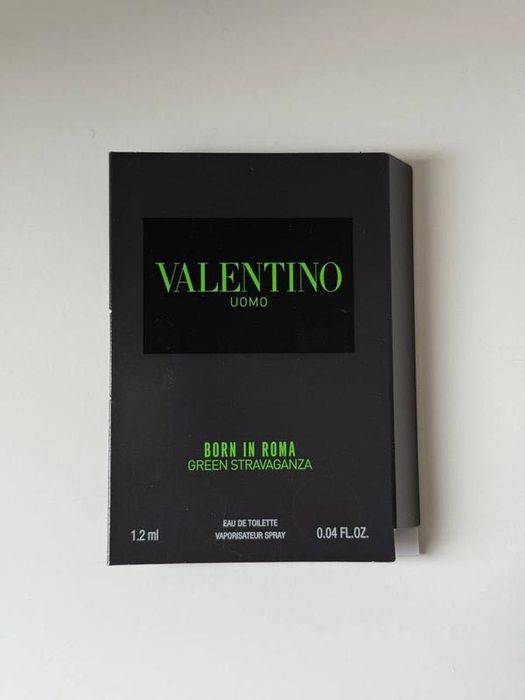 VALENTINO
UOMO
BORN IN ROMA
GREEN STRAVAGANZA
EAU DE TOILETTE
1.2 ml VAPORISATEUR SPRAY 0.04 FL.OZ.